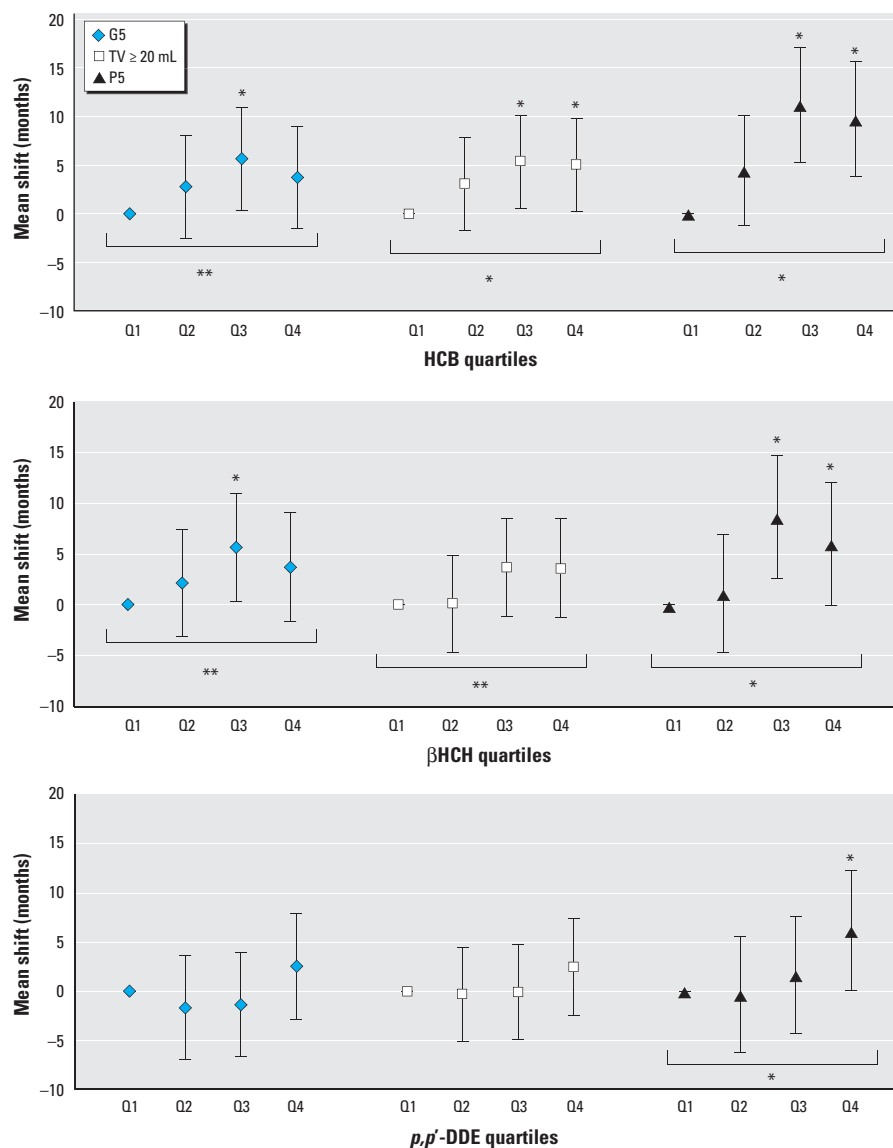 20
15
10
5
0
–5
–10
Mean shift (months)
G5
TV ≥ 20 mL
P5
* * * * *
** * *
Q1 Q2 Q3 Q4 Q1 Q2 Q3 Q4 Q1 Q2 Q3 Q4
HCB quartiles
20
15
10
5
0
–5
–10
Mean shift (months)
* * *
** ** *
Q1 Q2 Q3 Q4 Q1 Q2 Q3 Q4 Q1 Q2 Q3 Q4
βHCH quartiles
20
15
10
5
0
–5
–10
Mean shift (months)
*
*
Q1 Q2 Q3 Q4 Q1 Q2 Q3 Q4 Q1 Q2 Q3 Q4
p,p′-DDE quartiles